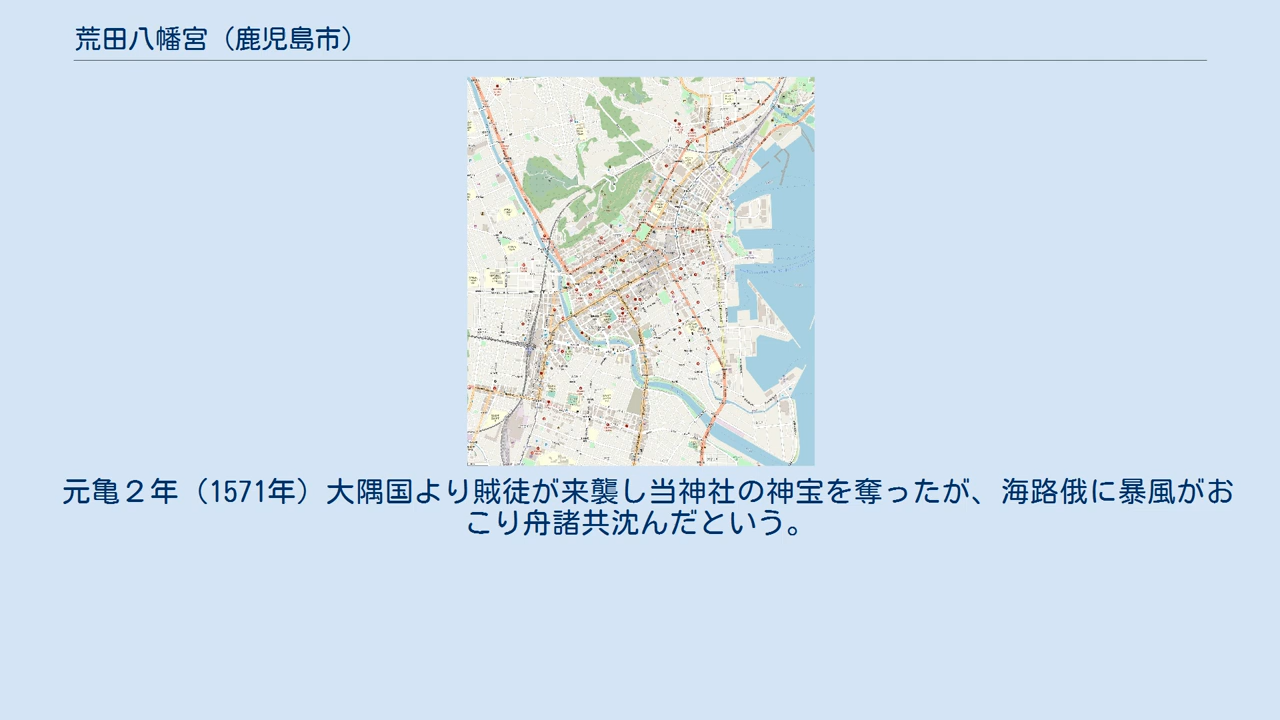 荒田八幡宮（鹿児島市）
元亀２年（1571年）大隅国より賊徒が来襲し当神社の神宝を奪ったが、海路俄に暴風がお
こり舟諸共沈んだという。